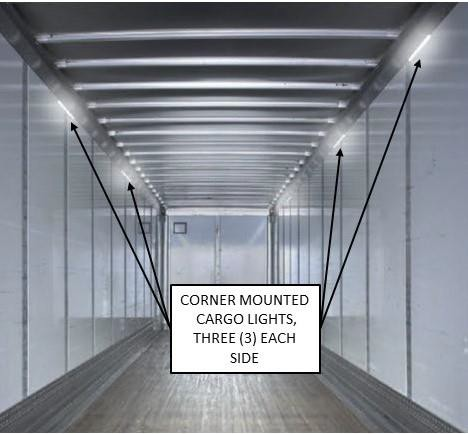 CORNER MOUNTED
CARGO LIGHTS,
THREE (3) EACH
SIDE